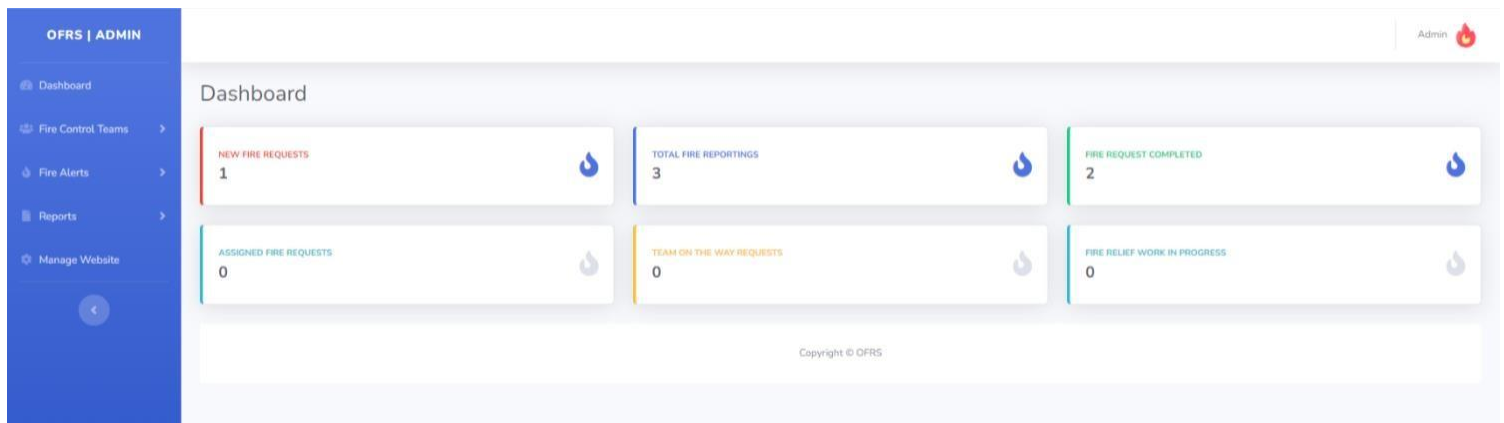 OFRS | ADMIN
Admin
Dashboard
Fire Control Teams
Fire Alerts
Reports
Manage Website
Dashboard
NEW FIRE REQUESTS
1
TOTAL FIRE REPORTINGS
3
FIRE REQUEST COMPLETED
2
ASSIGNED FIRE REQUESTS
0
TEAM ON THE WAY REQUESTS
0
FIRE RELIEF WORK IN PROGRESS
0
Copyright © OFRS